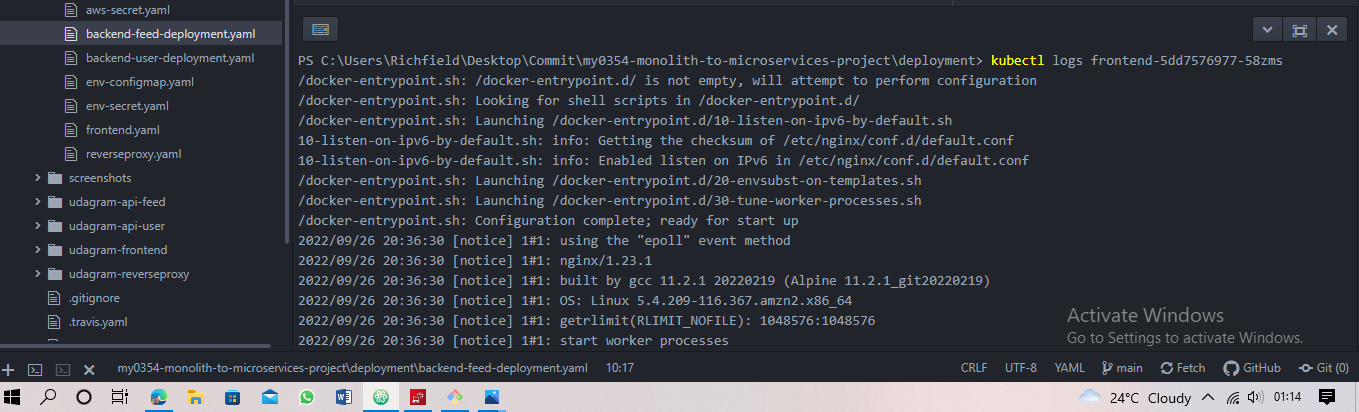 aws-secret.yaml
backend-feed-deployment.yaml
backend-user-deployment.yaml
env-configmap.yaml
env-secret.yaml
frontend.yaml
reverseproxy.yaml
screenshots
udagram-api-feed
udagram-api-user
udagram-frontend
udagram-reverseproxy
.gitignore
.travis.yaml
PS C:\Users\Richfield\Desktop\Commit\my0354-monolith-to-microservices-project\deployment> kubectl logs frontend-5dd7576977-58zms
/docker-entrypoint.sh: /docker-entrypoint.d/ is not empty, will attempt to perform configuration
/docker-entrypoint.sh: Looking for shell scripts in /docker-entrypoint.d/
/docker-entrypoint.sh: Launching /docker-entrypoint.d/10-listen-on-ipv6-by-default.sh
10-listen-on-ipv6-by-default.sh: info: Getting the checksum of /etc/nginx/conf.d/default.conf
10-listen-on-ipv6-by-default.sh: info: Enabled listen on IPv6 in /etc/nginx/conf.d/default.conf
/docker-entrypoint.sh: Launching /docker-entrypoint.d/20-envsubst-on-templates.sh
/docker-entrypoint.sh: Launching /docker-entrypoint.d/30-tune-worker-processes.sh
/docker-entrypoint.sh: Configuration complete; ready for start up
2022/09/26 20:36:30 [notice] 1#1: using the "epoll" event method
2022/09/26 20:36:30 [notice] 1#1: nginx/1.23.1
2022/09/26 20:36:30 [notice] 1#1: built by gcc 11.2.1 20220219 (Alpine 11.2.1_git20220219)
2022/09/26 20:36:30 [notice] 1#1: OS: Linux 5.4.209-116.367.amzn2.x86_64
2022/09/26 20:36:30 [notice] 1#1: getrlimit(RLIMIT_NOFILE): 1048576:1048576
2022/09/26 20:36:30 [notice] 1#1: start worker processes
Activate Windows
Go to Settings to activate Windows.
my0354-monolith-to-microservices-project\deployment\backend-feed-deployment.yaml 10:17 CRLF UTF-8 YAML main Fetch GitHub Git (0)
24°C Cloudy 01:14